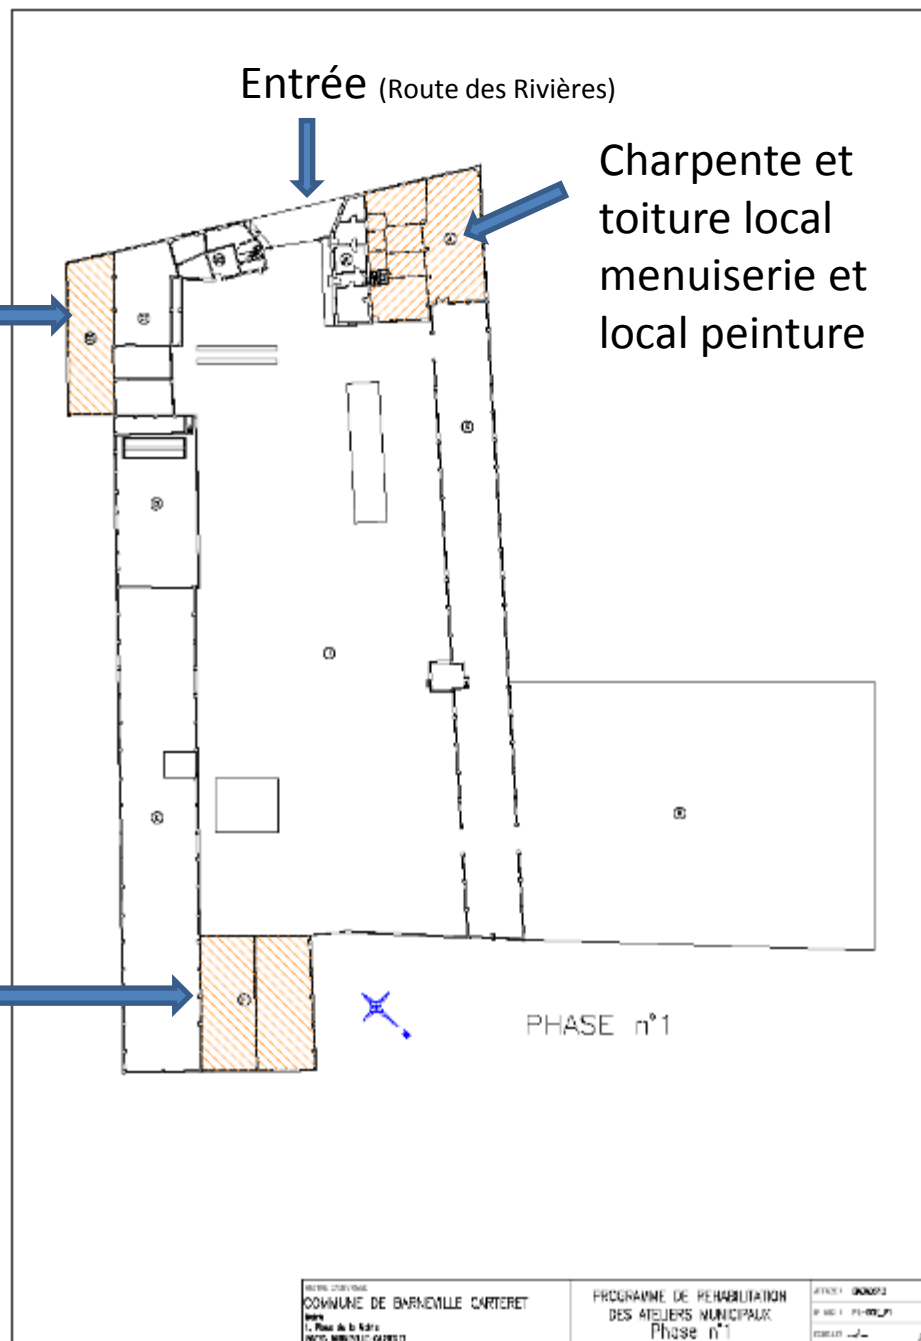 Entrée (Route des Rivières)
Charpente et
toiture local
menuiserie et
local peinture
PHASE n°1
COMMUNE DE BARNEVILLE CARTERET
PROGRAMME DE REHABILITATION
DES ATELIERS MUNICIPAUX
Phase n°1